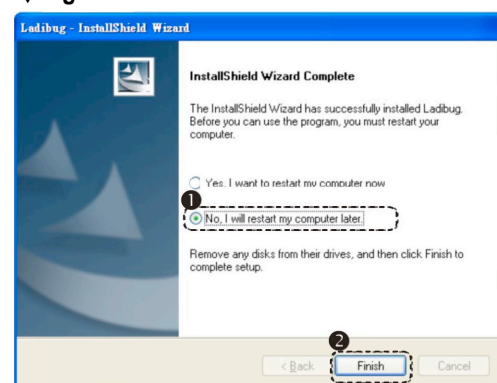 Ladibug - InstallShield Wizard
InstallShield Wizard Complete
The InstallShield Wizard has successfully installed Ladibug.
Before you can use the program, you must restart your
computer.
Yes, I want to restart my computer now
1
No, I will restart my computer later.
Remove any disks from their drives, and then click Finish to
complete setup.
2
< Back
Finish
Cancel